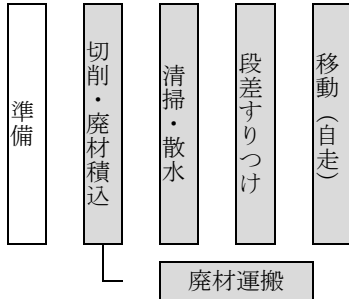 準備
切削・廃材積込
清掃・散水
段差すりつけ
移動（自走）
廃材運搬